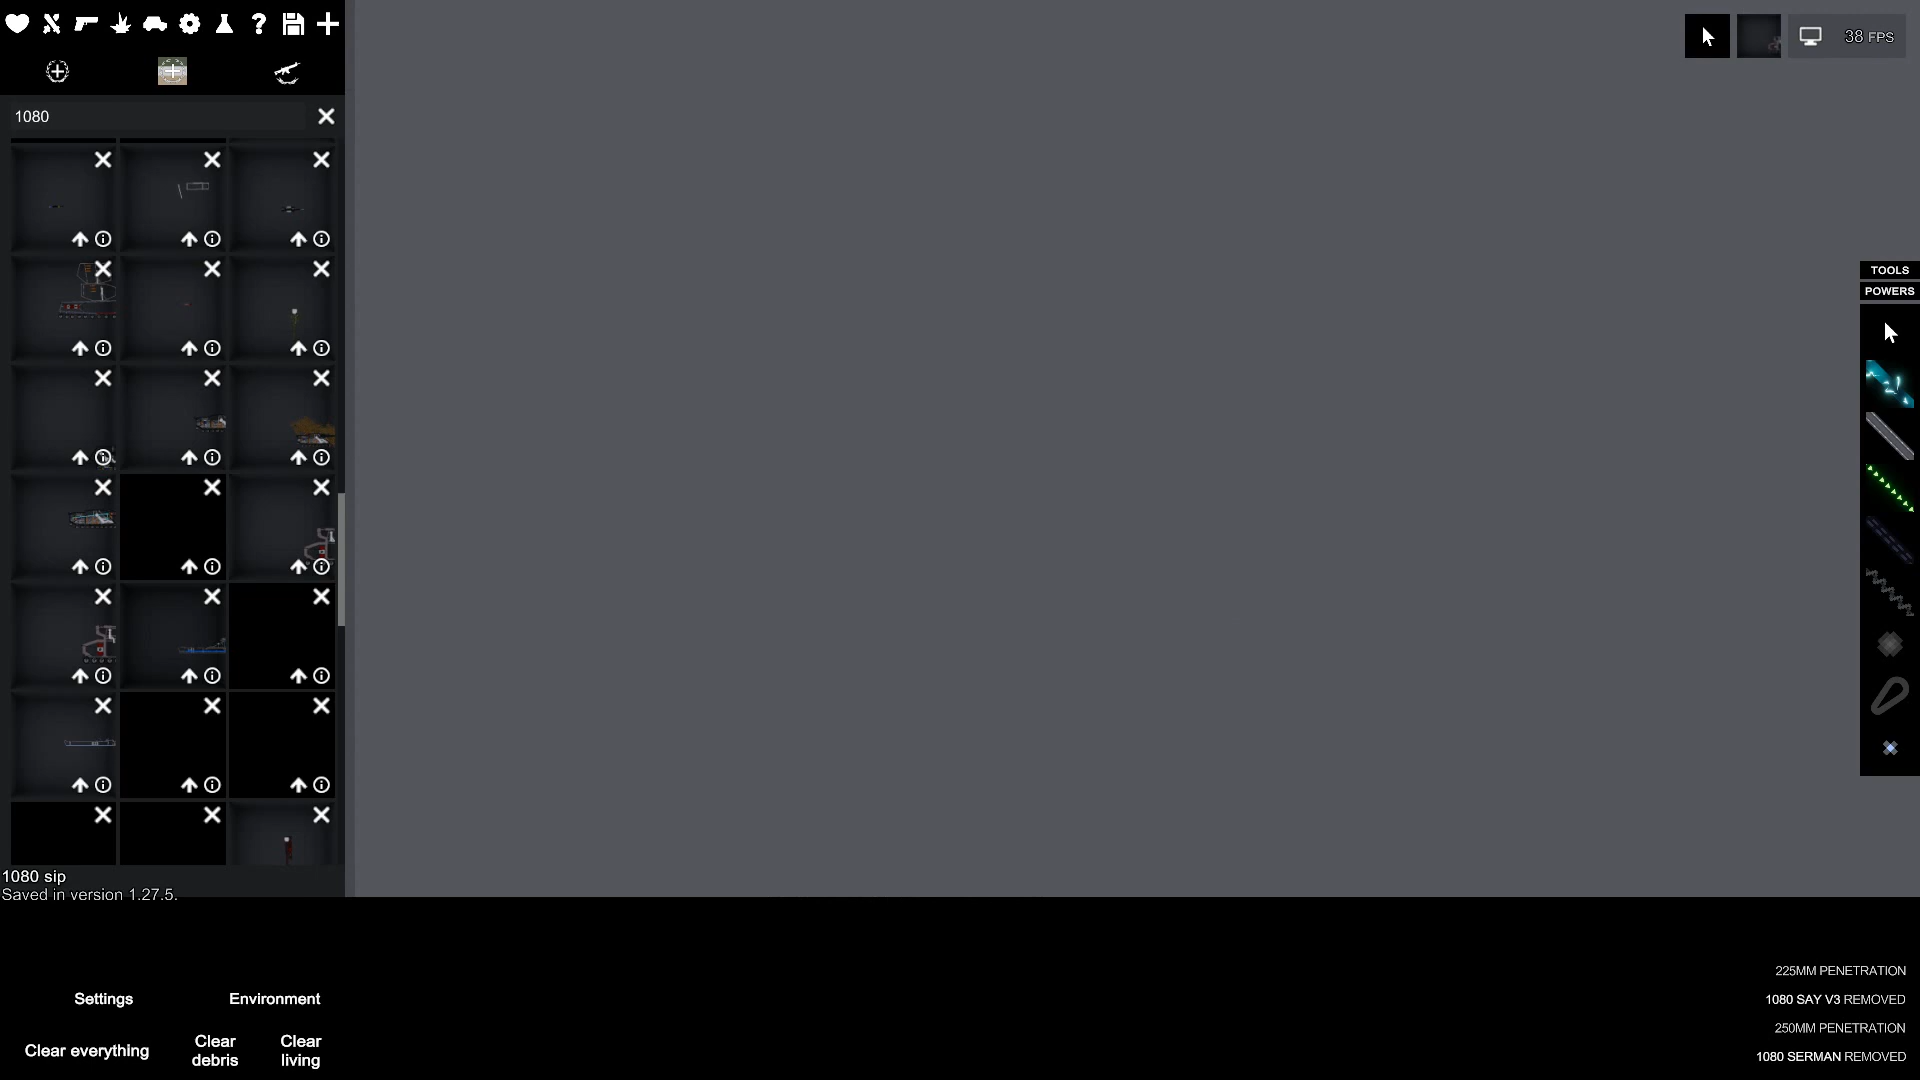 38 FPS
1080
TOOLS
POWERS
1080 sip
Saved in version 1.27.5.
225MM PENETRATION
Settings
Environment
1080 SAY V3 REMOVED
250MM PENETRATION
Clear everything
Clear
debris
Clear
living
1080 SERMAN REMOVED